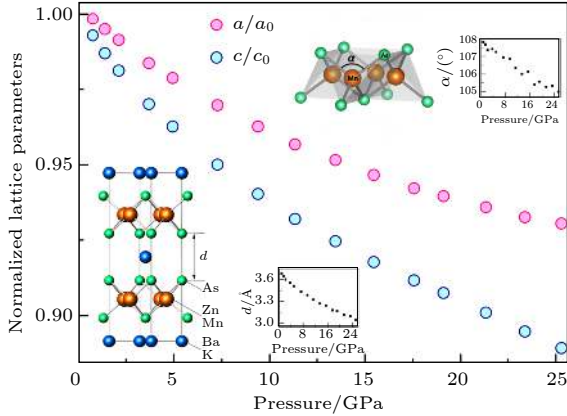 Normalized lattice parameters
1.00
0.95
0.90
0
5
10
15
20
25
Pressure/GPa
a/a0
c/c0
α
As
Mn
α/(°)
108
107
106
105
0
8
16
24
Pressure/GPa
d
As
Zn
Mn
Ba
K
d/Å
3.6
3.3
3.0
0
8
16
24
Pressure/GPa